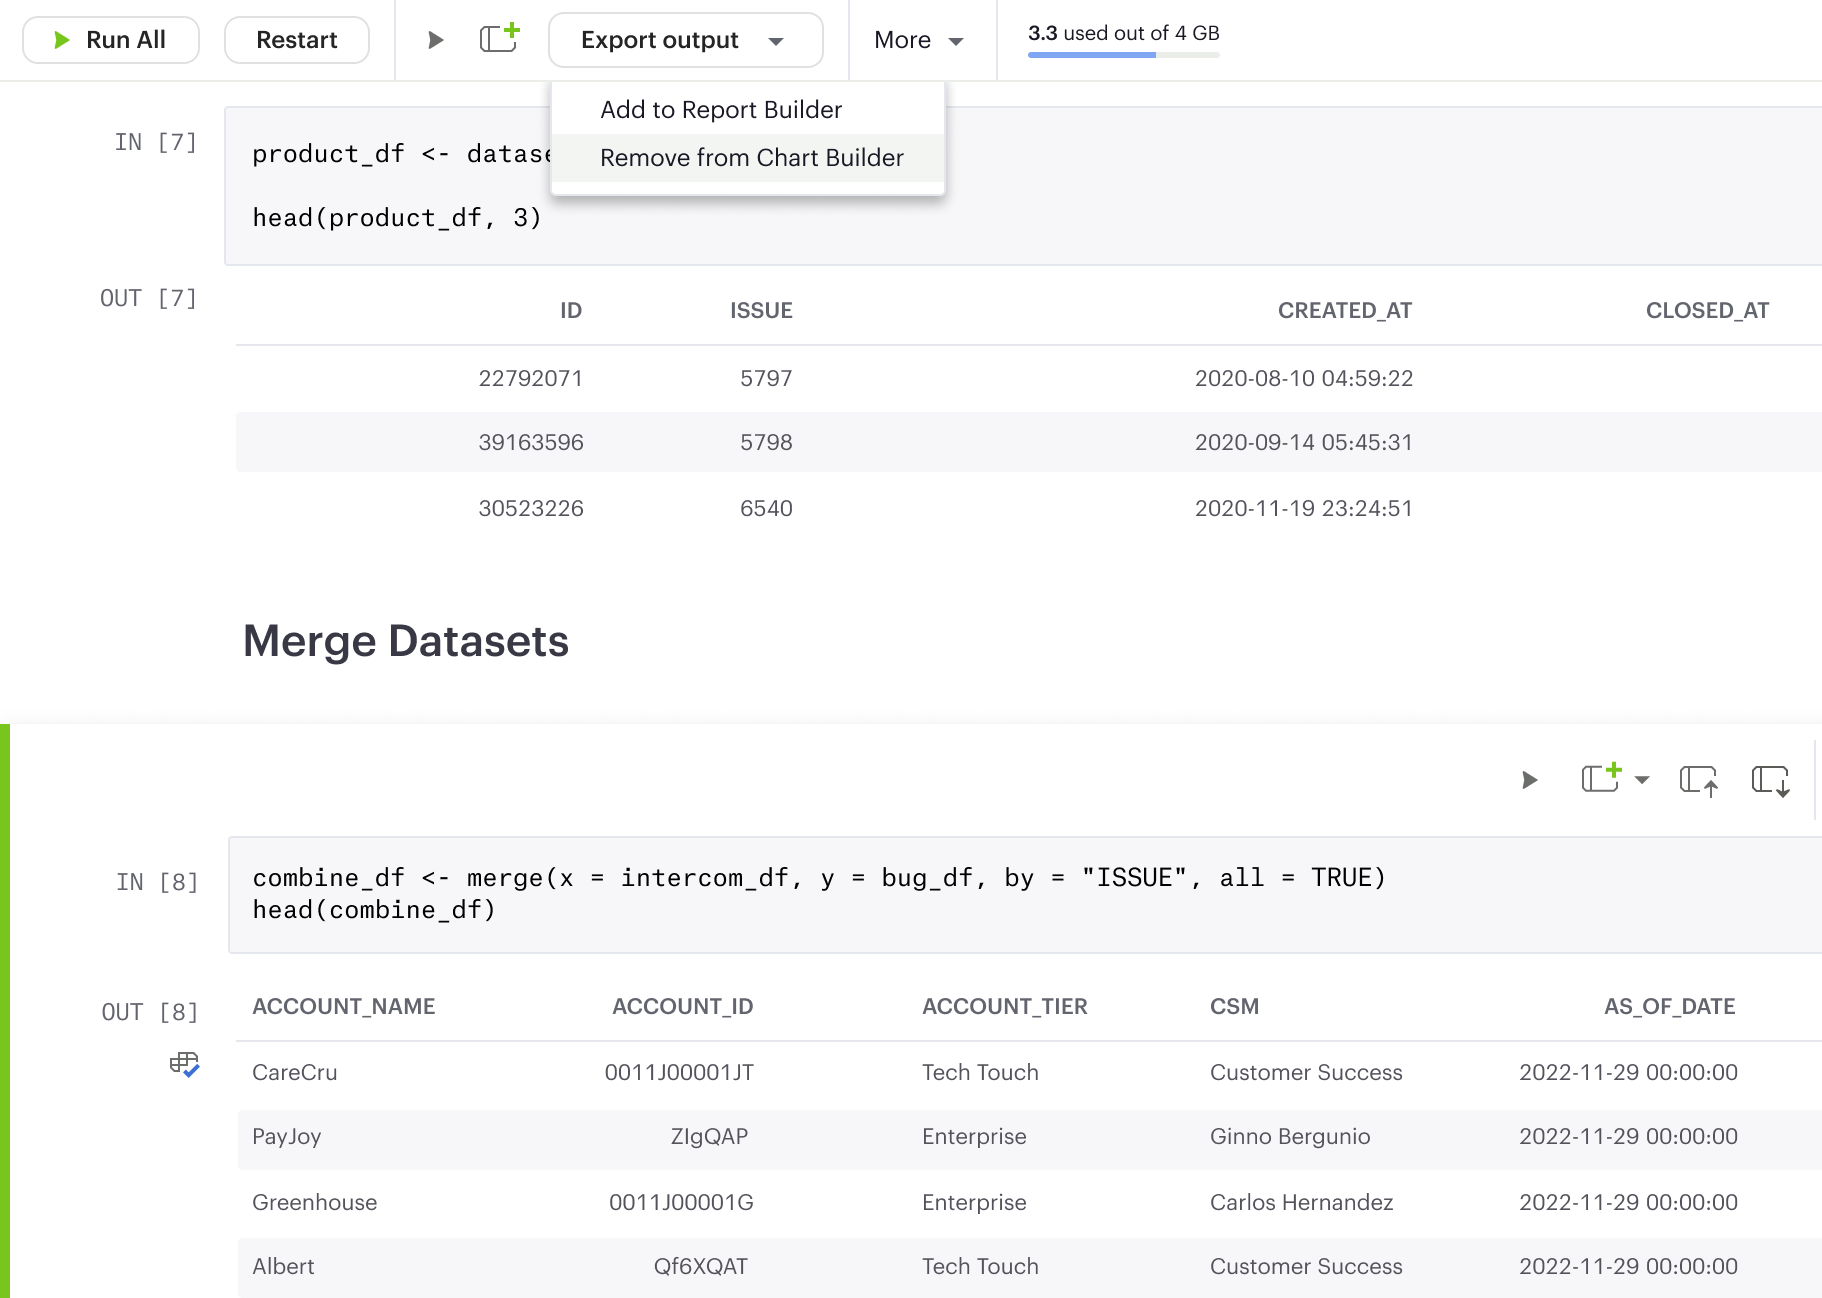 Run All Restart Export output More 3.3 used out of 4 GB
Add to Report Builder
Remove from Chart Builder
IN [7]
product_df <-
head(product_df, 3)
OUT [7]
ID ISSUE CREATED_AT CLOSED_AT
22792071 5797 2020-08-10 04:59:22
39163596 5798 2020-09-14 05:45:31
30523226 6540 2020-11-19 23:24:51
Merge Datasets
IN [8]
combine_df <- merge(x = intercom_df, y = bug_df, by = "ISSUE", all = TRUE)
head(combine_df)
OUT [8]
ACCOUNT_NAME ACCOUNT_ID ACCOUNT_TIER CSM AS_OF_DATE
CareCru 0011J00001JT Tech Touch Customer Success 2022-11-29 00:00:00
PayJoy ZIgQAP Enterprise Ginno Bergunio 2022-11-29 00:00:00
Greenhouse 0011J00001G Enterprise Carlos Hernandez 2022-11-29 00:00:00
Albert Qf6XQAT Tech Touch Customer Success 2022-11-29 00:00:00